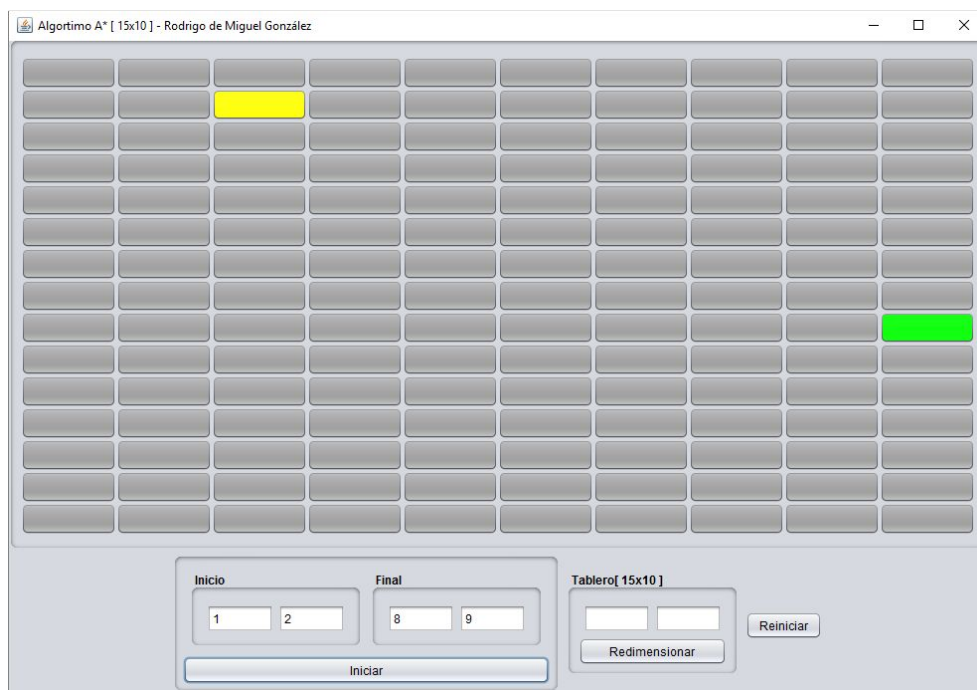 Algortimo A* [ 15x10 ] - Rodrigo de Miguel González
Inicio
Final
Tablero[ 15x10 ]
1 2
8 9
Reiniciar
Redimensionar
Iniciar